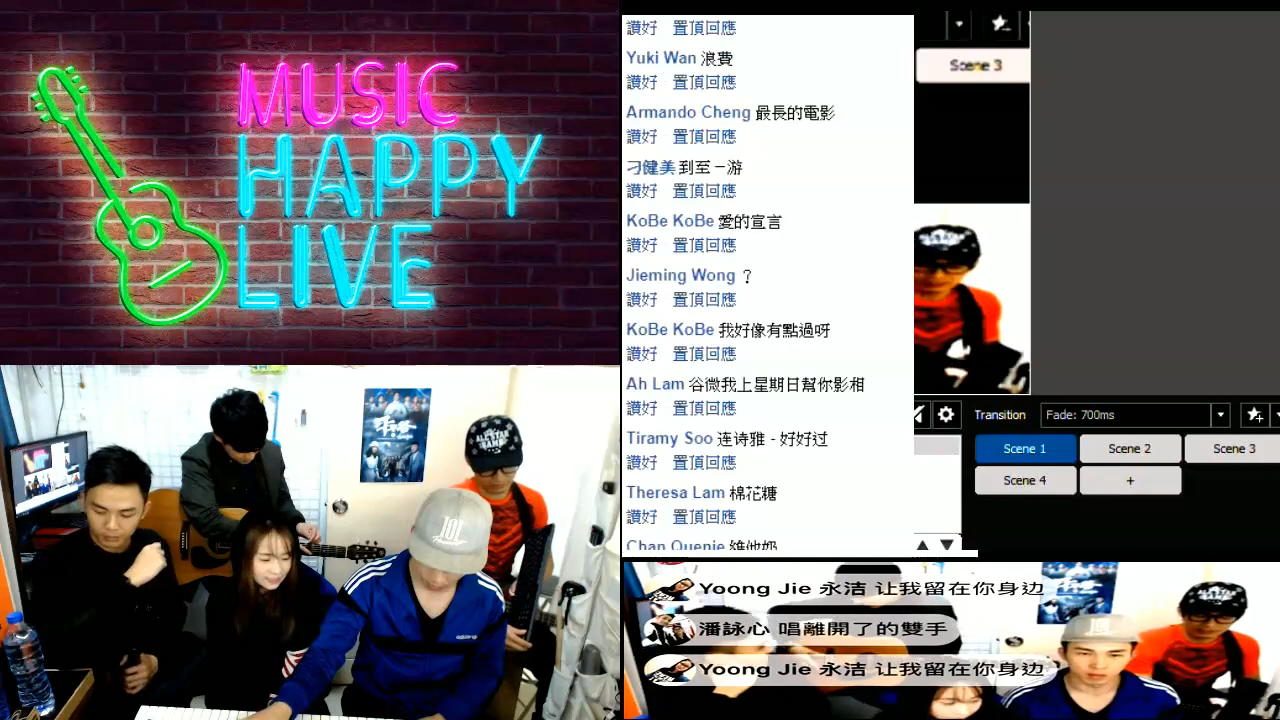 MUSIC
HAPPY
LIVE
讚好 置頂回應
Yuki Wan 浪費
讚好 置頂回應
Armando Cheng 最長的電影
讚好 置頂回應
刁健美 到至一游
讚好 置頂回應
KoBe KoBe 愛的宣言
讚好 置頂回應
Jieming Wong ？
讚好 置頂回應
KoBe KoBe 我好像有點過呀
讚好 置頂回應
Ah Lam 谷微我上星期日幫你影相
讚好 置頂回應
Tiramy Soo 连诗雅 - 好好过
讚好 置頂回應
Theresa Lam 棉花糖
讚好 置頂回應
Chan Quenie 維他奶
Scene 3
Transition Fade: 700ms
Scene 1 Scene 2 Scene 3
Scene 4 +
Yoong Jie 永洁 让我留在你身边
潘詠心 唱離開了的雙手
Yoong Jie 永洁 让我留在你身边